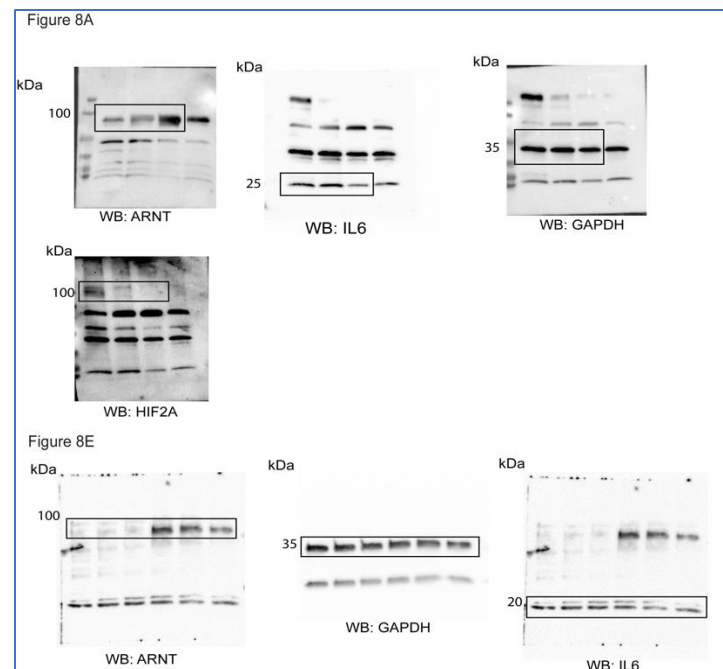 Figure 8A
kDa
100
WB: ARNT
kDa
25
WB: IL6
kDa
35
WB: GAPDH
kDa
100
WB: HIF2A
Figure 8E
kDa
100
WB: ARNT
kDa
35
WB: GAPDH
kDa
20
WB: IL6